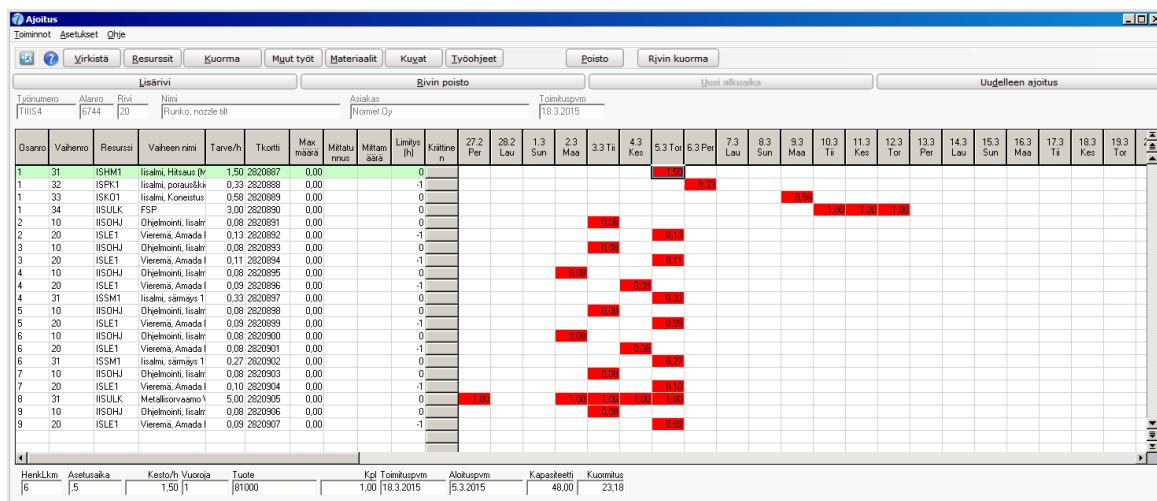 Ajoitus
Toiminnot Asetukset Ohje
Virkistä Resurssit Kuorma Muut työt Materiaalit Kuvat Työohjeet Poisto Rivin kuorma
Lisärivi Rivin poisto Uusi alkuaika Uudelleen ajoitus
Työnumero Alanro Rivi Nimi Asiakas Toimituspvm
TIIIS4 6744 20 Runko, nozzle tilt Normet Oy 18.3.2015
Osanro Vaihenro Resurssi Vaiheen nimi Tarve/h Tkortti Max määrä Mittatu nnus Mittam äärä Limitys (h) Kriittine n 27.2 Per 28.2 Lau 1.3 Sun 2.3 Maa 3.3 Tii 4.3 Kes 5.3 Tor 6.3 Per 7.3 Lau 8.3 Sun 9.3 Maa 10.3 Tii 11.3 Kes 12.3 Tor 13.3 Per 14.3 Lau 15.3 Sun 16.3 Maa 17.3 Tii 18.3 Kes 19.3 Tor
1 31 ISHM1 Iisalmi, Hitsaus (M 1,50 2820887 0,00 0 1,50
1 32 ISPK1 Iisalmi, poraus&kie 0,33 2820888 0,00 -1 0,33
1 33 ISKO1 Iisalmi, Koneistus 0,58 2820889 0,00 0 0,58
1 34 IISULK FSP 3,00 2820890 0,00 0 1,00 1,00 1,00
2 10 IISOHJ Ohjelmointi, Iisalm 0,08 2820891 0,00 0 0,08
2 20 ISLE1 Vieremä, Amada l 0,13 2820892 0,00 -1 0,13
3 10 IISOHJ Ohjelmointi, Iisalm 0,08 2820893 0,00 0 0,08
3 20 ISLE1 Vieremä, Amada l 0,11 2820894 0,00 -1 0,11
4 10 IISOHJ Ohjelmointi, Iisalm 0,08 2820895 0,00 0 0,08
4 20 ISLE1 Vieremä, Amada l 0,09 2820896 0,00 -1 0,09
4 31 ISSM1 Iisalmi, särmäys 1 0,33 2820897 0,00 0 0,33
5 10 IISOHJ Ohjelmointi, Iisalm 0,08 2820898 0,00 0 0,08
5 20 ISLE1 Vieremä, Amada l 0,09 2820899 0,00 -1 0,09
6 10 IISOHJ Ohjelmointi, Iisalm 0,08 2820900 0,00 0 0,08
6 20 ISLE1 Vieremä, Amada l 0,08 2820901 0,00 -1 0,08
6 31 ISSM1 Iisalmi, särmäys 1 0,27 2820902 0,00 0 0,27
7 10 IISOHJ Ohjelmointi, Iisalm 0,08 2820903 0,00 0 0,08
7 20 ISLE1 Vieremä, Amada l 0,10 2820904 0,00 -1 0,10
8 31 IISULK Metallisorvaamo V 5,00 2820905 0,00 0 1,00 1,00 1,00 1,00 1,00
9 10 IISOHJ Ohjelmointi, Iisalm 0,08 2820906 0,00 0 0,08
9 20 ISLE1 Vieremä, Amada l 0,09 2820907 0,00 -1 0,09
HenkLkm Asetusaika Kesto/h Vuoroja Tuote Kpl Toimituspvm Aloituspvm Kapasiteetti Kuormitus
6 ,5 1,50 1 81000 1,00 18.3.2015 5.3.2015 48,00 23,18